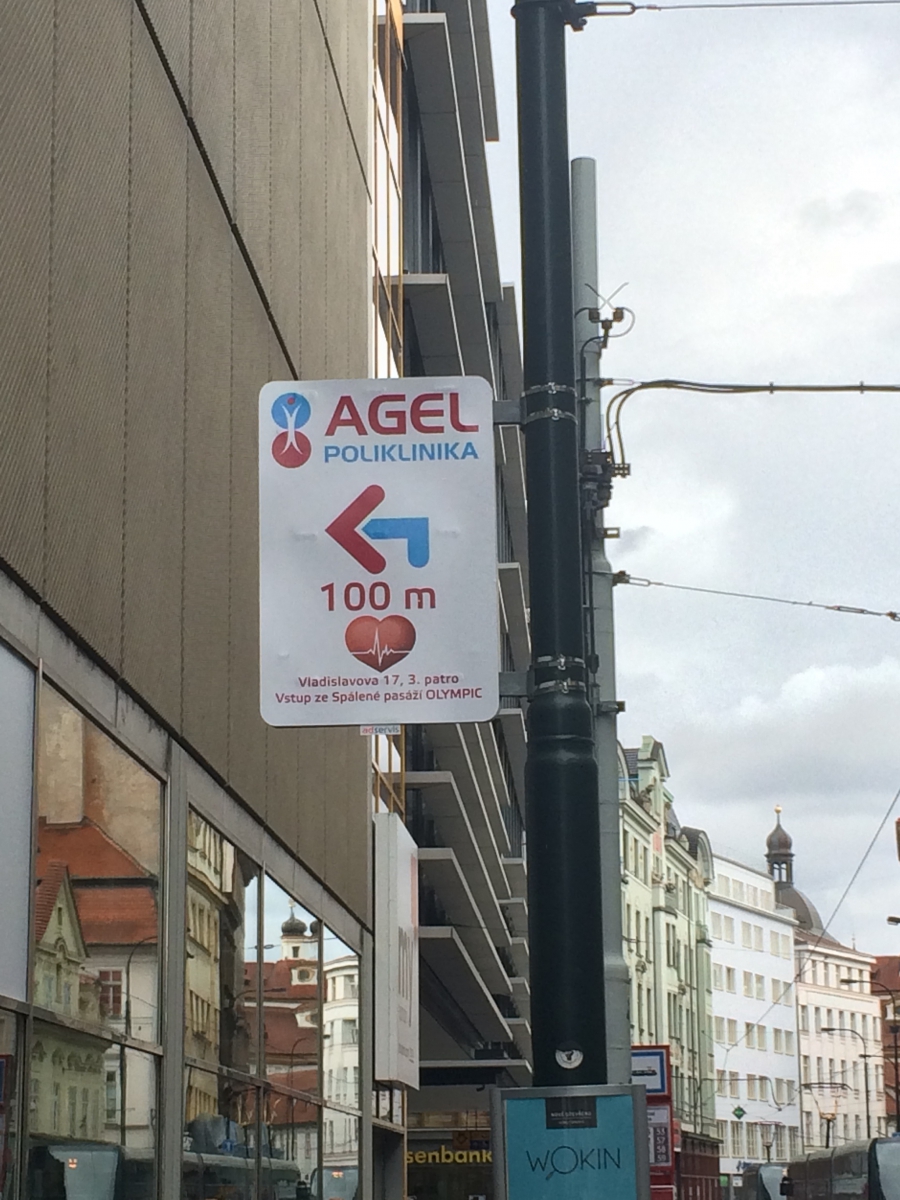 AGEL
POLIKLINIKA
100 m
Vladislavova 17, 3. patro
Vstup ze Spálené pasáží OLYMPIC
adservis
senbank
WOKIN